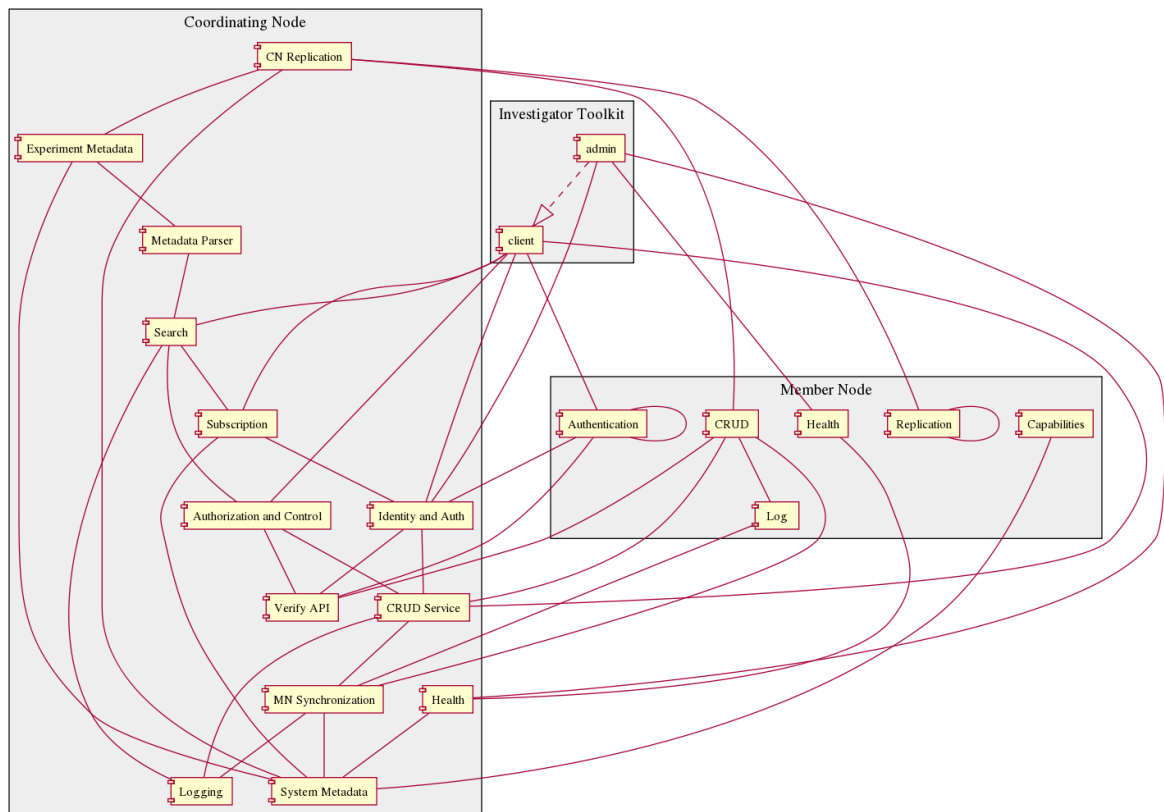 Coordinating Node
CN Replication
Investigator Toolkit
Experiment Metadata
admin
Metadata Parser
client
Search
Member Node
Subscription
Authentication
CRUD
Health
Replication
Capabilities
Authorization and Control
Identity and Auth
Log
Verify API
CRUD Service
MN Synchronization
Health
Logging
System Metadata